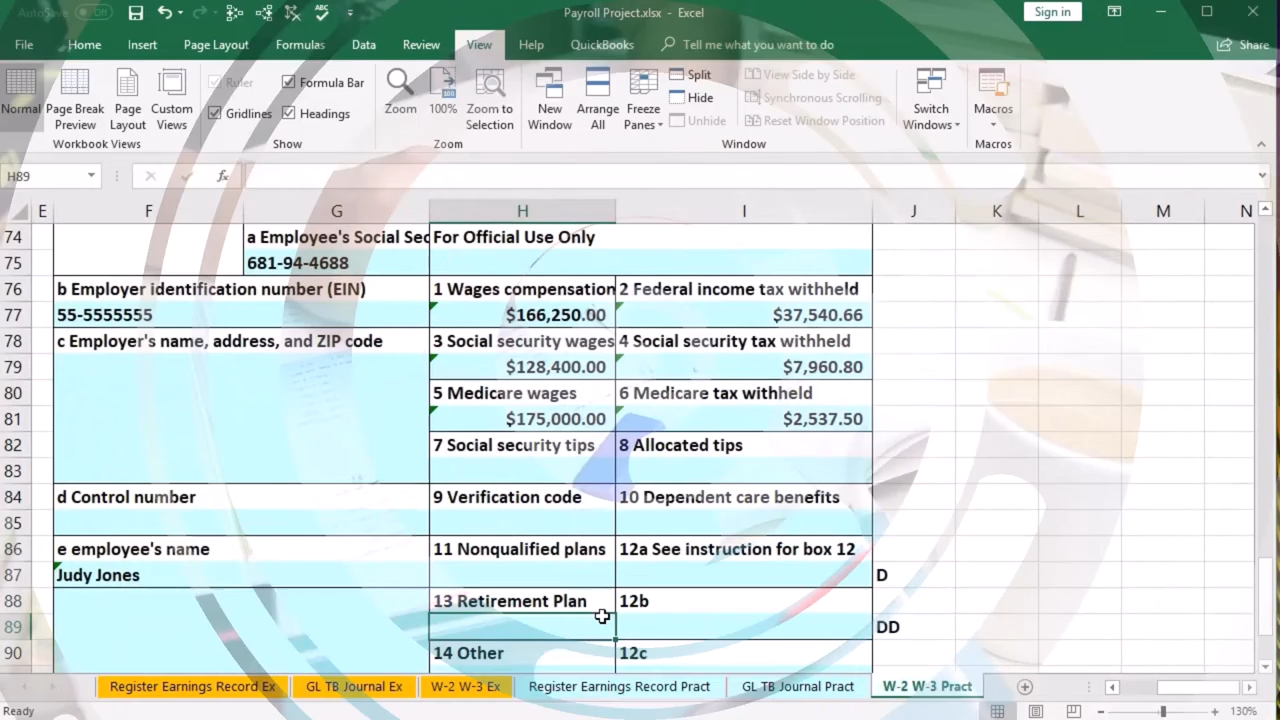 AutoSave Off Payroll Project.xlsx - Excel Sign in
File Home Insert Page Layout Formulas Data Review View Help QuickBooks Tell me what you want to do Share
Normal Page Break Preview Page Layout Custom Views
Workbook Views
Ruler Formula Bar
Gridlines Headings
Show
Zoom 100% Zoom to Selection
Zoom
New Window Arrange All Freeze Panes
Split
Hide
Unhide
View Side by Side
Synchronous Scrolling
Reset Window Position
Window
Switch Windows
Macros
Macros
H89 fx
E F G H I J K L M N
74 a Employee's Social Sec For Official Use Only
75 681-94-4688
76 b Employer identification number (EIN) 1 Wages compensation 2 Federal income tax withheld
77 55-5555555 $166,250.00 $37,540.66
78 c Employer's name, address, and ZIP code 3 Social security wages 4 Social security tax withheld
79 $128,400.00 $7,960.80
80 5 Medicare wages 6 Medicare tax withheld
81 $175,000.00 $2,537.50
82 7 Social security tips 8 Allocated tips
83
84 d Control number 9 Verification code 10 Dependent care benefits
85
86 e employee's name 11 Nonqualified plans 12a See instruction for box 12
87 Judy Jones D
88 13 Retirement Plan 12b
89 DD
90 14 Other 12c
Register Earnings Record Ex GL TB Journal Ex W-2 W-3 Ex Register Earnings Record Pract GL TB Journal Pract W-2 W-3 Pract
Ready 130%